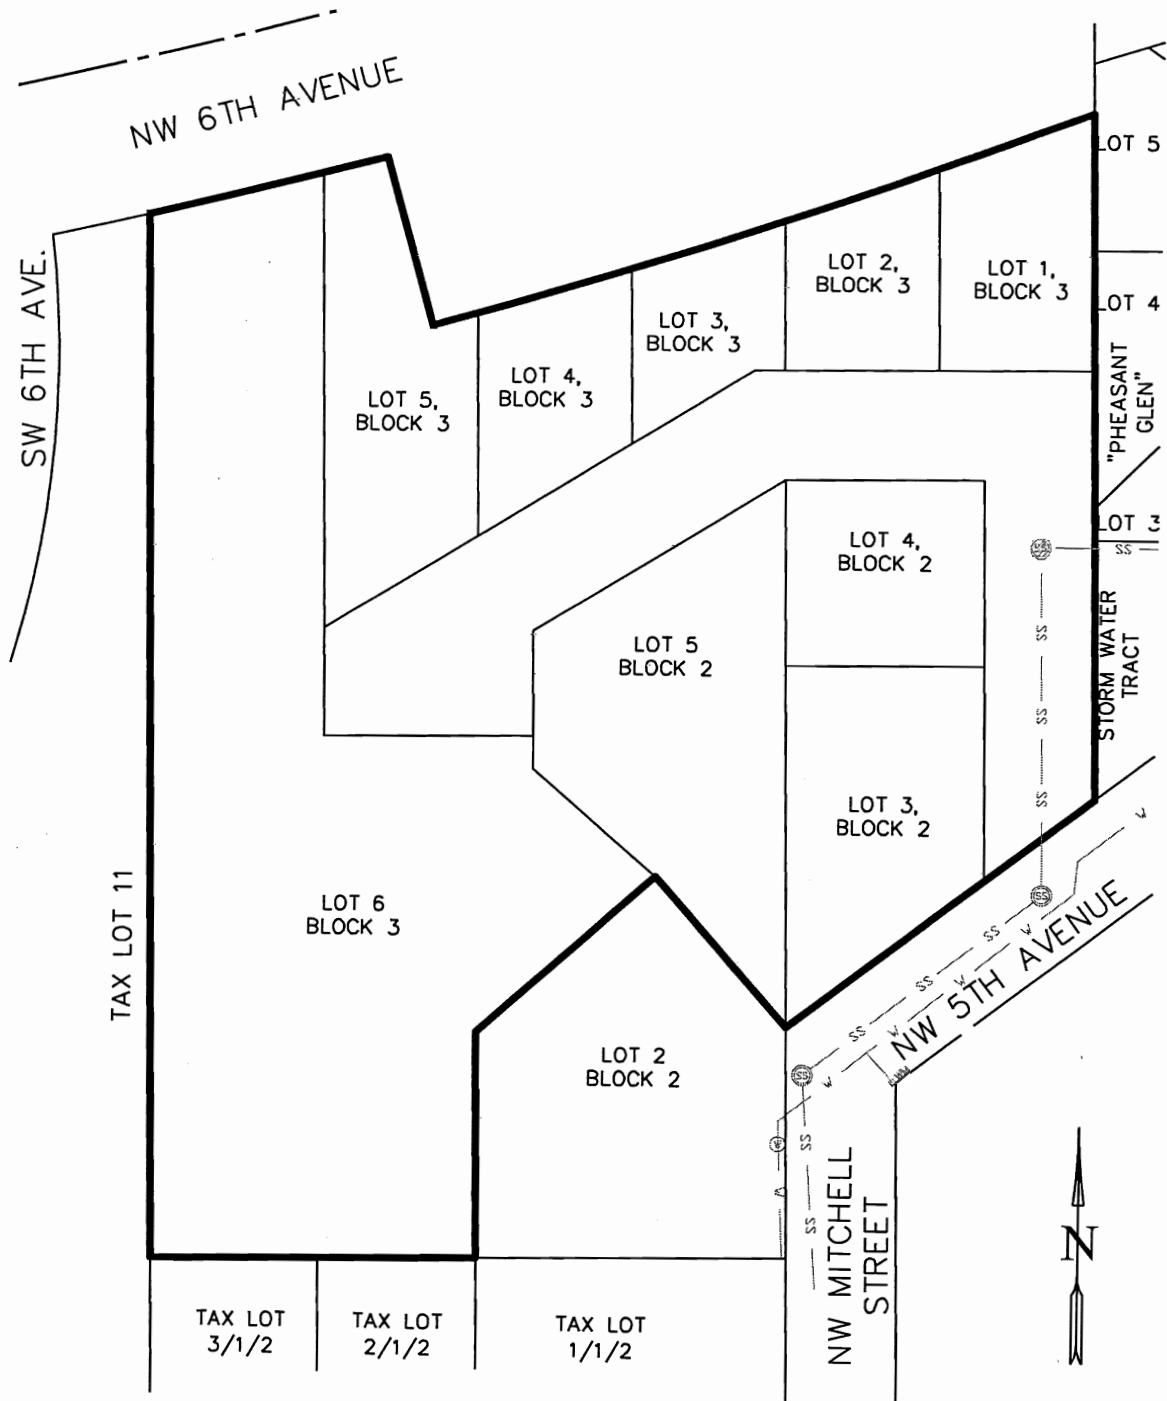 NW 6TH AVENUE
SW 6TH AVE.
LOT 5
LOT 2,
BLOCK 3
LOT 1,
BLOCK 3
LOT 4
LOT 3,
BLOCK 3
LOT 4,
BLOCK 3
LOT 5,
BLOCK 3
"PHEASANT
GLEN"
LOT 3
SS
SS
LOT 4,
BLOCK 2
STORM WATER
TRACT
SS
LOT 5
BLOCK 2
SS
SS
LOT 3,
BLOCK 2
W
TAX LOT 11
LOT 6
BLOCK 3
SS
SS
W
NW 5TH AVENUE
SS
W
SS
W
LOT 2
BLOCK 2
SS
W
SS
W
SS
NW MITCHELL
STREET
N
TAX LOT
3/1/2
TAX LOT
2/1/2
TAX LOT
1/1/2